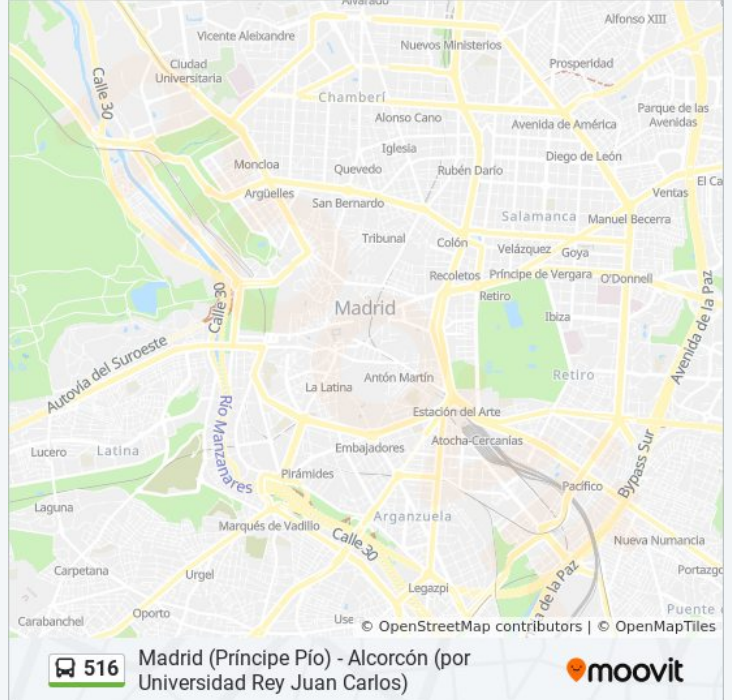 Alvarado
Alfonso XIII
Vicente Aleixandre
Nuevos Ministerios
Ciudad
Universitaria
Prosperidad
Calle 30
Chamberí
Alonso Cano
Parque de las
Avenidas
Avenida de América
Iglesia
Diego de León
Moncloa
Quevedo
Rubén Darío
El Ca
Argüelles
San Bernardo
Ventas
Salamanca
Manuel Becerra
Tribunal
Colón
Velázquez
Goya
Recoletos
Príncipe de Vergara
O'Donnell
Calle 30
Retiro
Madrid
Ibiza
Avenida de la Paz
Autovía del Suroeste
Retiro
La Latina
Antón Martín
Estación del Arte
Río Manzanares
Lucero
Latina
Embajadores
Atocha-Cercanías
Bypass Sur
Pirámides
Pacífico
Laguna
Arganzuela
Marqués de Vadillo
Calle 30
Nueva Numancia
Carpetana
Urgel
Portazgo
a de la Paz
Legazpi
Carabanchel
Oporto
Use
Puente
© OpenStreetMap contributors | © OpenMapTiles
516
Madrid (Príncipe Pío) - Alcorcón (por
Universidad Rey Juan Carlos)
moovit